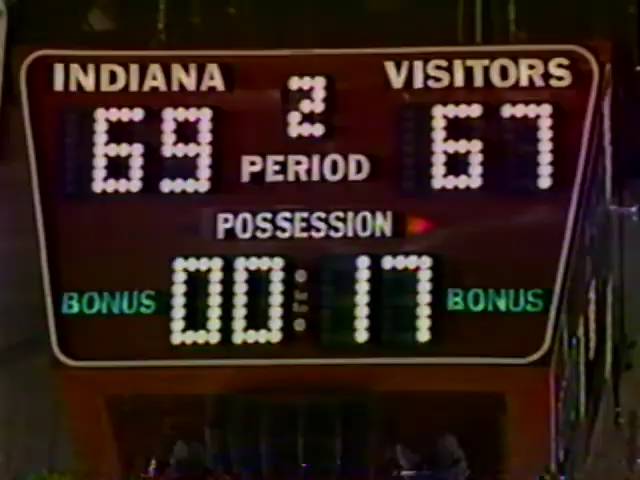 INDIANA 2 VISITORS
69 PERIOD 67
POSSESSION
BONUS 00:17 BONUS